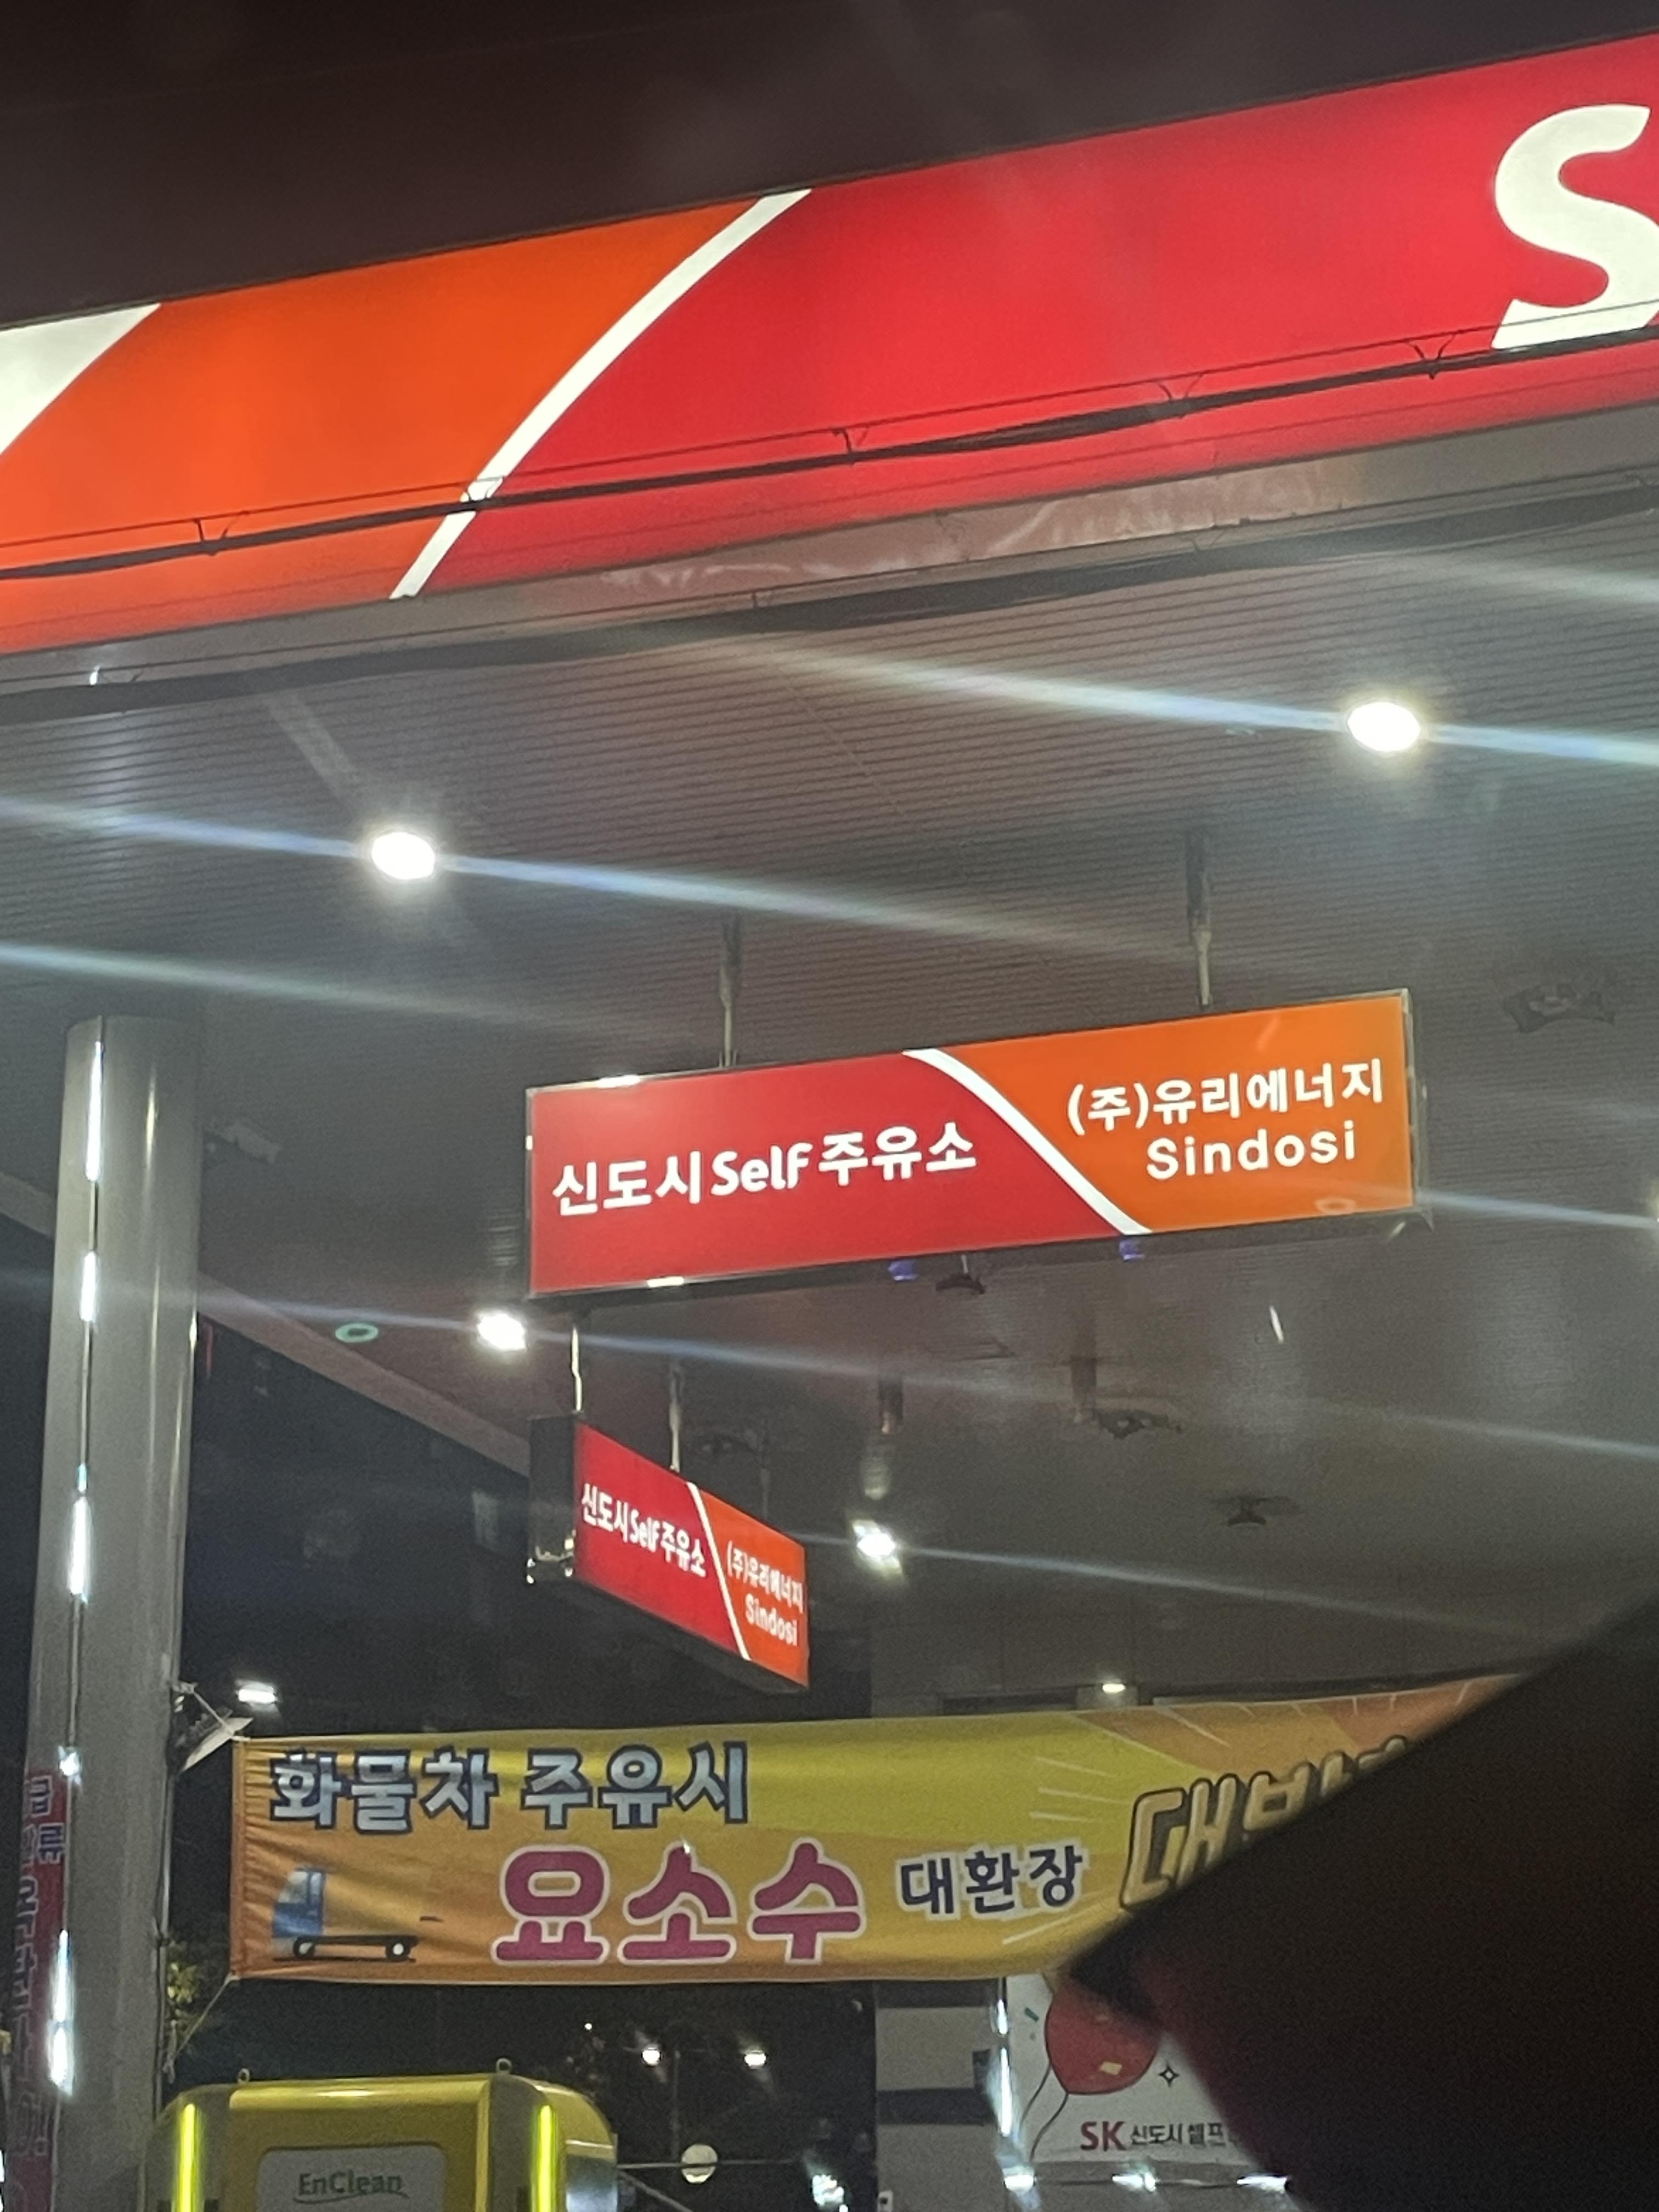 신도시 Self 주유소
(주)유리에너지
Sindosi
신도시 Self 주유소
(주)유리에너지
Sindosi
화물차 주유시
요소수 대환장
EnClean
SK 신도시 셀프